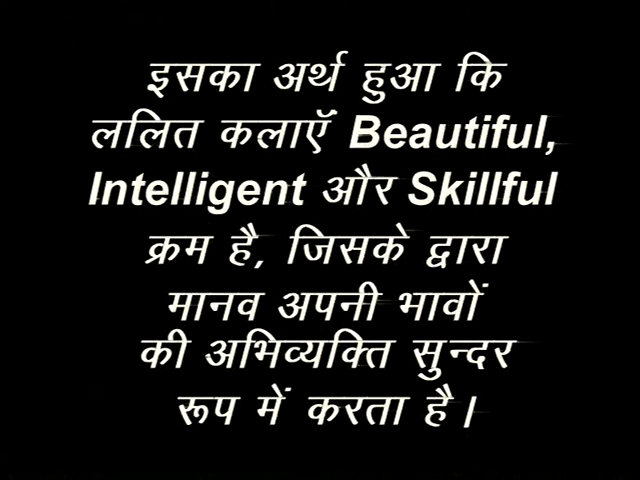 इसका अर्थ हुआ कि
ललित कलाएॅं Beautiful,
Intelligent और Skillful
क्रम है, जिसके द्वारा
मानव अपनी भावों
की अभिव्यक्ति सुन्दर
रूप में करता है।